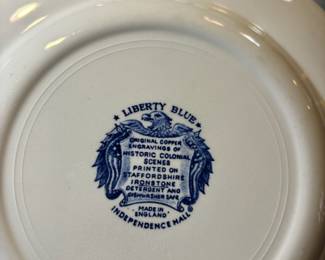 LIBERTY BLUE
ORIGINAL COPPER
ENGRAVINGS OF
HISTORIC COLONIAL
SCENES
PRINTED ON
STAFFORDSHIRE
IRONSTONE
DETERGENT AND
DISHWASHER SAFE
MADE IN
ENGLAND
INDEPENDENCE HALL